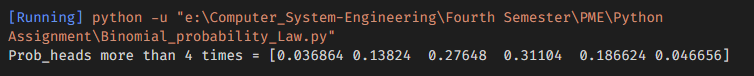 [Running] python -u "e:\Computer_System-Engineering\Fourth Semester\PME\Python
Assignment\Binomial_probability_Law.py"
Prob_heads more than 4 times = [0.036864 0.13824  0.27648  0.31104  0.186624 0.046656]